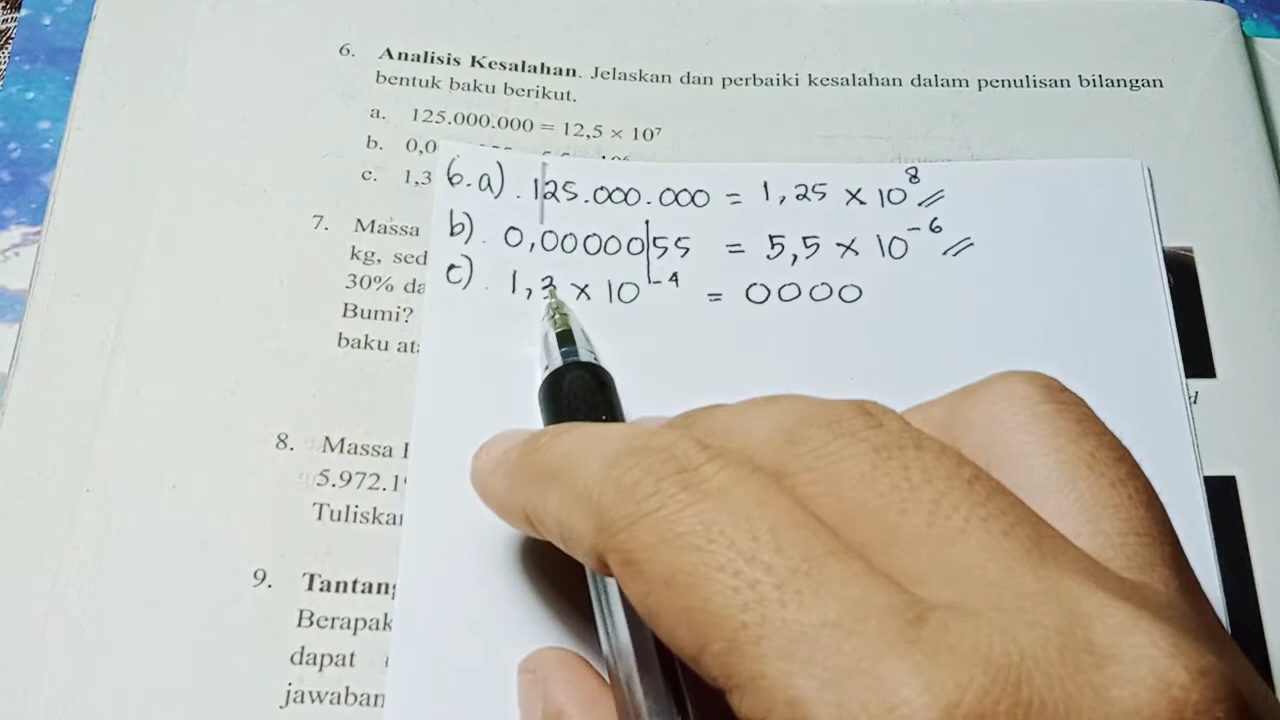 6. Analisis Kesalahan. Jelaskan dan perbaiki kesalahan dalam penulisan bilangan
bentuk baku berikut.
a. 125.000.000 = 12,5 × 10⁷
b. 0,0
c. 1,3
6.a). 125.000.000 = 1,25 × 10⁸
b). 0,00000|55 = 5,5 × 10⁻⁶
c). 1,3 × 10⁻⁴ = 0000
7. Massa
kg, sed
30% da
Bumi?
baku at
8. Massa
5.972.1
Tuliskan
9. Tantang
Berapak
dapat
jawaban